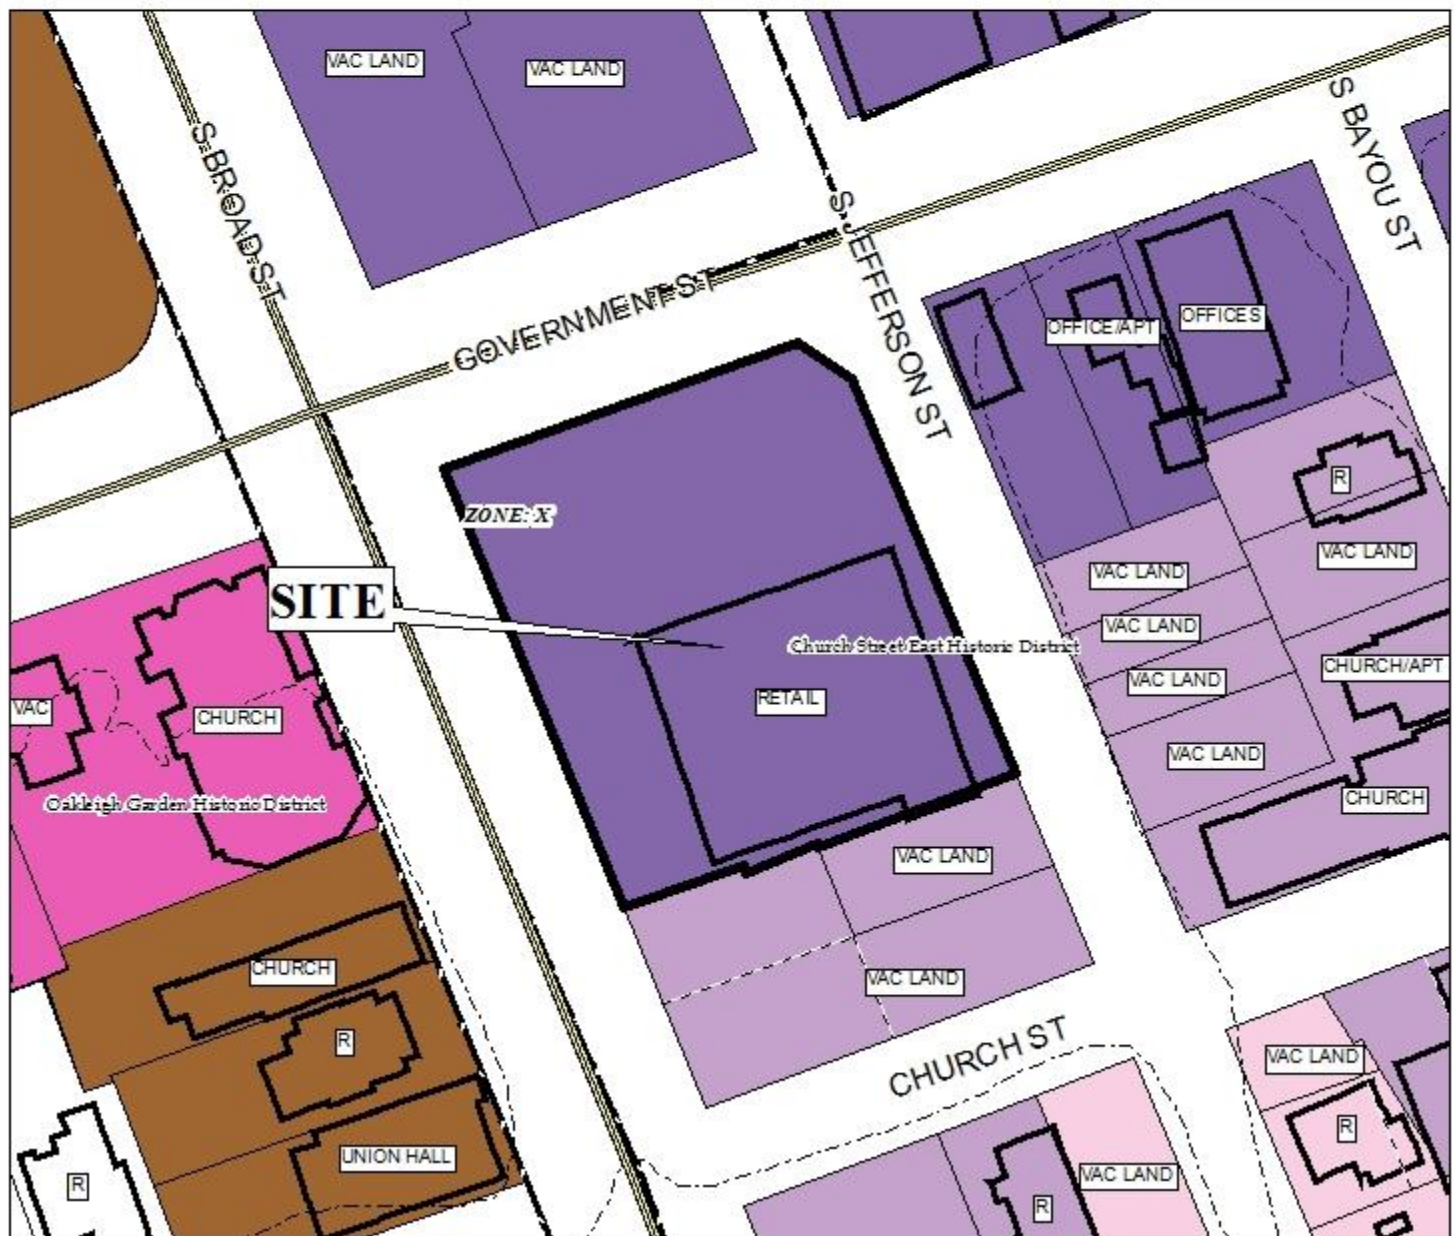 VAC LAND
VAC LAND
S BROAD ST
S JEFFERSON ST
S BAYOU ST
GOVERNMENT ST
OFFICE/APT
OFFICES
R
ZONE: X
VAC LAND
VAC LAND
SITE
VAC LAND
Church Street East Historic District
CHURCH/APT
VAC LAND
RETAIL
VAC
CHURCH
VAC LAND
Oakleigh Garden Historic District
CHURCH
VAC LAND
CHURCH
VAC LAND
R
CHURCH ST
VAC LAND
R
UNION HALL
VAC LAND
R
R